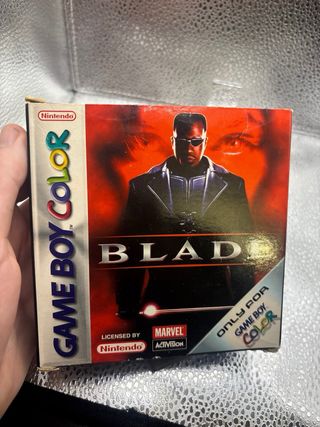 Nintendo
GAME BOY COLOR
BLADE
ONLY FOR
GAME BOY
COLOR
LICENSED BY
Nintendo
MARVEL
ACTIVISION